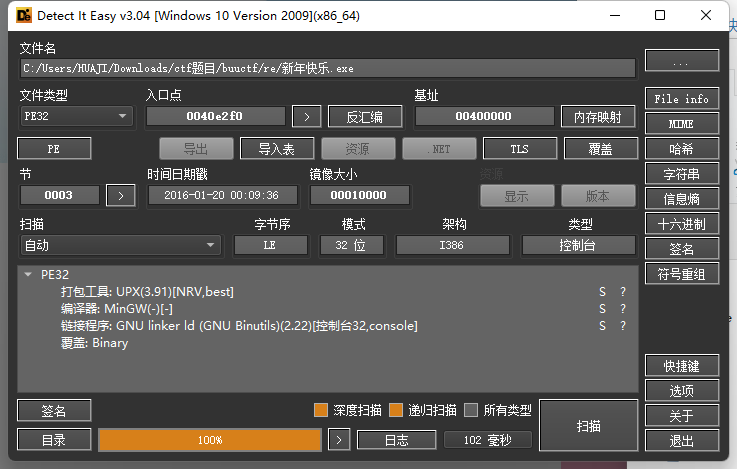 Detect It Easy v3.04 [Windows 10 Version 2009](x86_64)
文件名
C:/Users/HUAJI/Downloads/ctf题目/buuctf/re/新年快乐.exe
...
文件类型 入口点 基址
PE32 0040e2f0 > 反汇编 00400000 内存映射
File info
MIME
PE 导出 导入表 资源 .NET TLS 覆盖
哈希
节 时间日期戳 镜像大小 资源
字符串
0003 > 2016-01-20 00:09:36 00010000 显示 版本
信息熵
扫描 字节序 模式 架构 类型
十六进制
自动 LE 32 位 I386 控制台
签名
符号重组
PE32
打包工具: UPX(3.91)[NRV,best] S ?
编译器: MinGW(-)[-] S ?
链接程序: GNU linker ld (GNU Binutils)(2.22)[控制台32,console] S ?
覆盖: Binary
快捷键
选项
签名 深度扫描 递归扫描 所有类型 扫描
关于
目录 100% > 日志 102 毫秒
退出